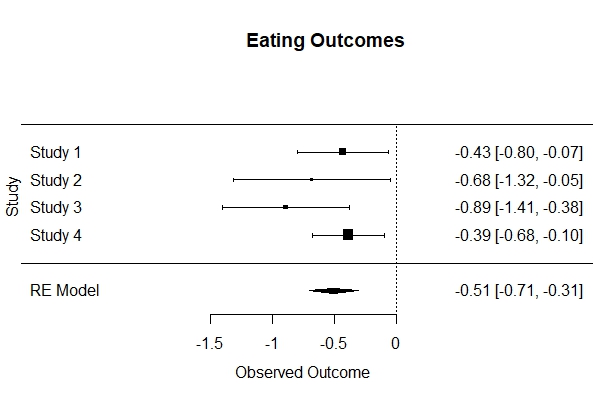 Eating Outcomes
Study
Study 1 -0.43 [-0.80, -0.07]
Study 2 -0.68 [-1.32, -0.05]
Study 3 -0.89 [-1.41, -0.38]
Study 4 -0.39 [-0.68, -0.10]
RE Model -0.51 [-0.71, -0.31]
-1.5 -1 -0.5 0
Observed Outcome